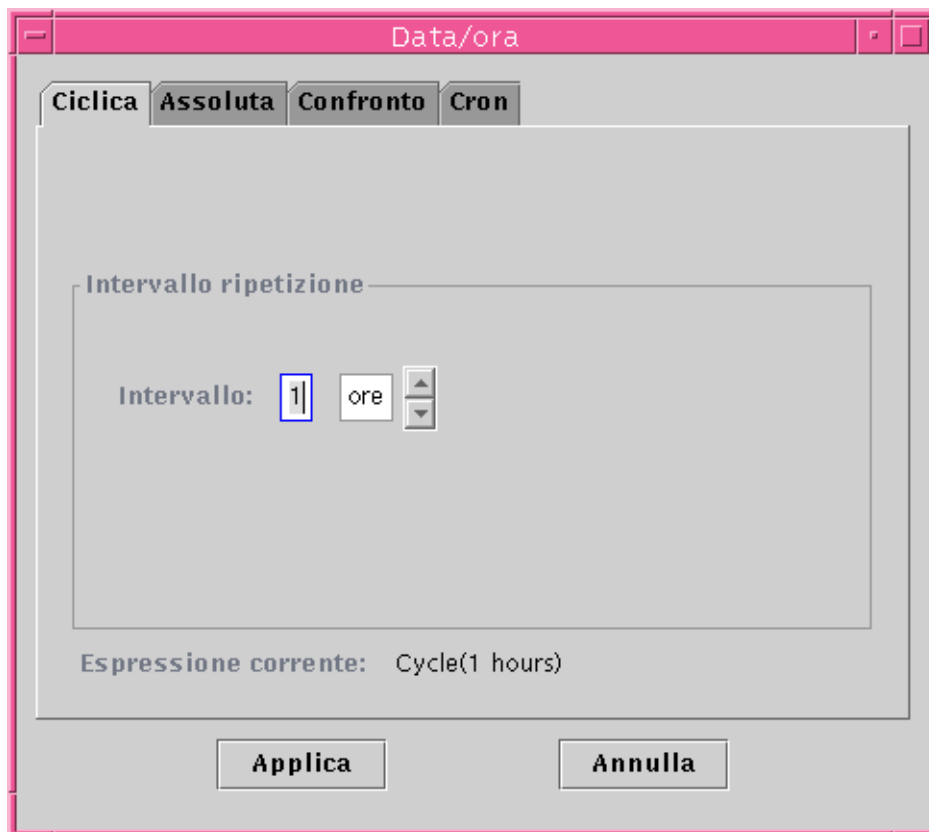 Data/ora
Ciclica Assoluta Confronto Cron
Intervallo ripetizione
Intervallo: 1 ore
Espressione corrente: Cycle(1 hours)
Applica Annulla